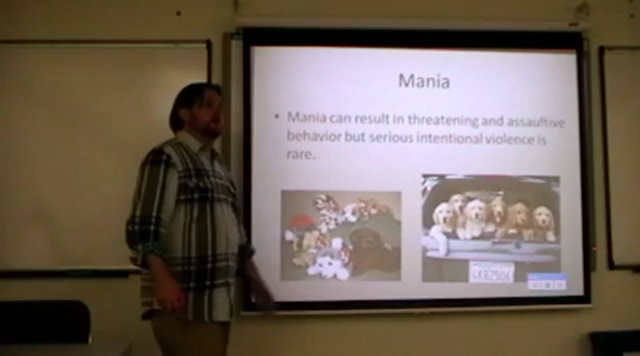 Mania
• Mania can result in threatening and assaultive
behavior but serious intentional violence is
rare.